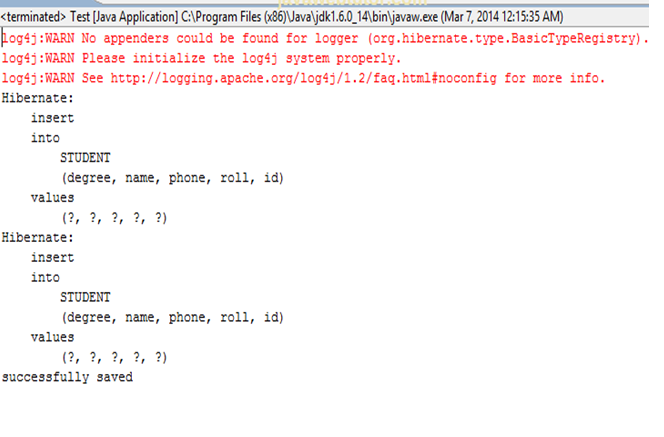 <terminated> Test [Java Application] C:\Program Files (x86)\Java\jdk1.6.0_14\bin\javaw.exe (Mar 7, 2014 12:15:35 AM)
log4j:WARN No appenders could be found for logger (org.hibernate.type.BasicTypeRegistry).
log4j:WARN Please initialize the log4j system properly.
log4j:WARN See http://logging.apache.org/log4j/1.2/faq.html#noconfig for more info.
Hibernate:
    insert
    into
        STUDENT
        (degree, name, phone, roll, id)
    values
        (?, ?, ?, ?, ?)
Hibernate:
    insert
    into
        STUDENT
        (degree, name, phone, roll, id)
    values
        (?, ?, ?, ?, ?)
successfully saved